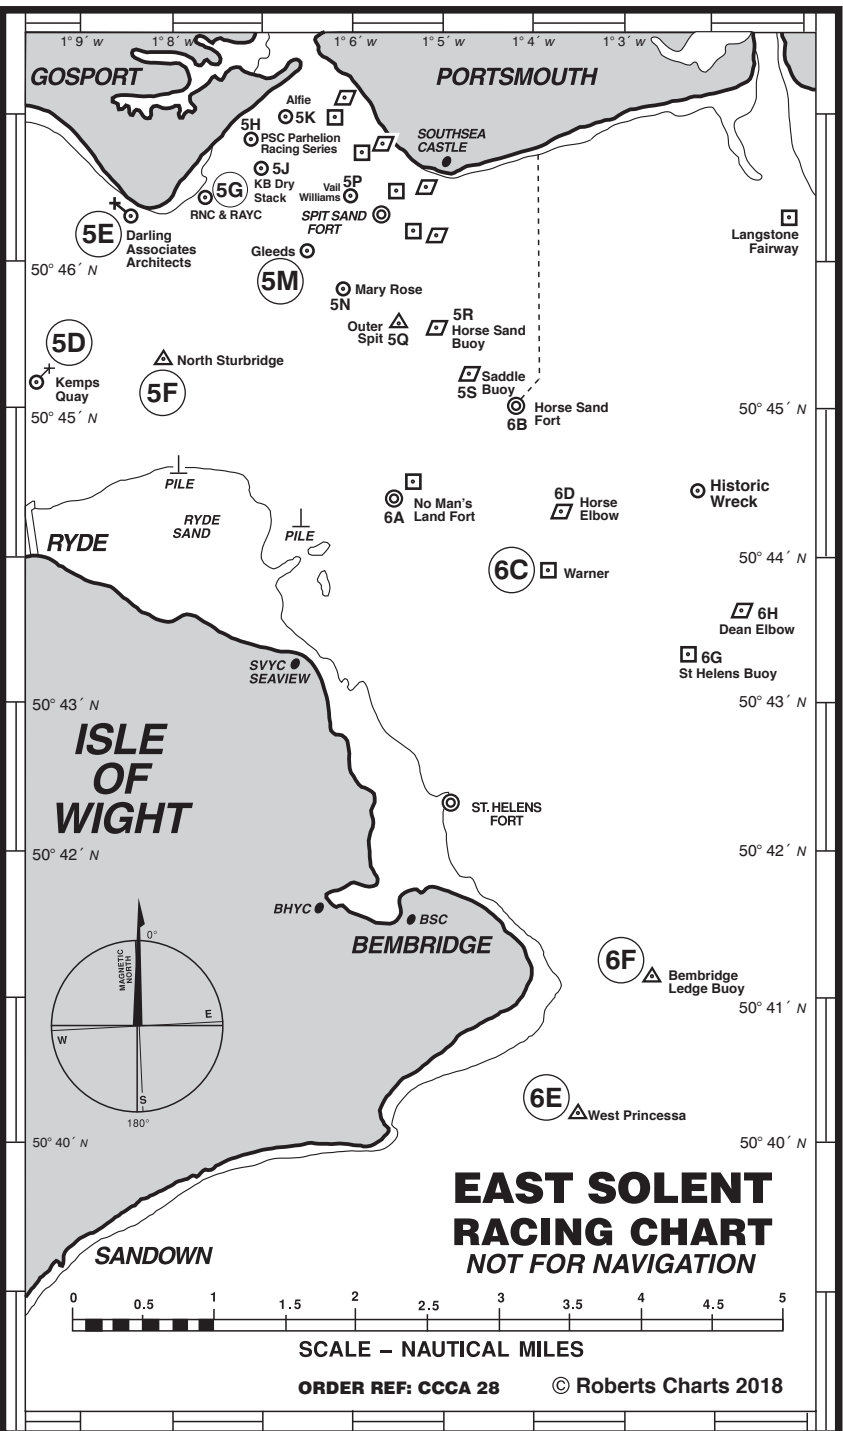 1° 9´ W
1° 8´ W
1° 6´ W
1° 5´ W
1° 4´ W
1° 3´ W
GOSPORT
PORTSMOUTH
Alfie
5K
5H
PSC Parhelion
Racing Series
SOUTHSEA
CASTLE
5J
KB Dry
Stack
5G
RNC & RAYC
Vail
Williams
5P
SPIT SAND
FORT
5E
Darling
Associates
Architects
Langstone
Fairway
Gleeds
5M
50° 46´ N
Mary Rose
5N
5R
Horse Sand
Buoy
Outer
Spit 5Q
5D
North Sturbridge
5F
Kemps
Quay
Saddle
Buoy
5S
6B
Horse Sand
Fort
50° 45´ N
50° 45´ N
PILE
RYDE
SAND
PILE
No Man's
Land Fort
6A
6D
Horse
Elbow
Historic
Wreck
RYDE
50° 44´ N
6C
Warner
6H
Dean Elbow
6G
St Helens Buoy
SVYC
SEAVIEW
50° 43´ N
50° 43´ N
ISLE
OF
WIGHT
ST. HELENS
FORT
50° 42´ N
50° 42´ N
BHYC
BSC
BEMBRIDGE
0°
MAGNETIC
NORTH
E
W
S
180°
6F
Bembridge
Ledge Buoy
50° 41´ N
6E
West Princessa
50° 40´ N
50° 40´ N
EAST SOLENT
RACING CHART
NOT FOR NAVIGATION
SANDOWN
0 0.5 1 1.5 2 2.5 3 3.5 4 4.5 5
SCALE – NAUTICAL MILES
ORDER REF: CCCA 28
© Roberts Charts 2018